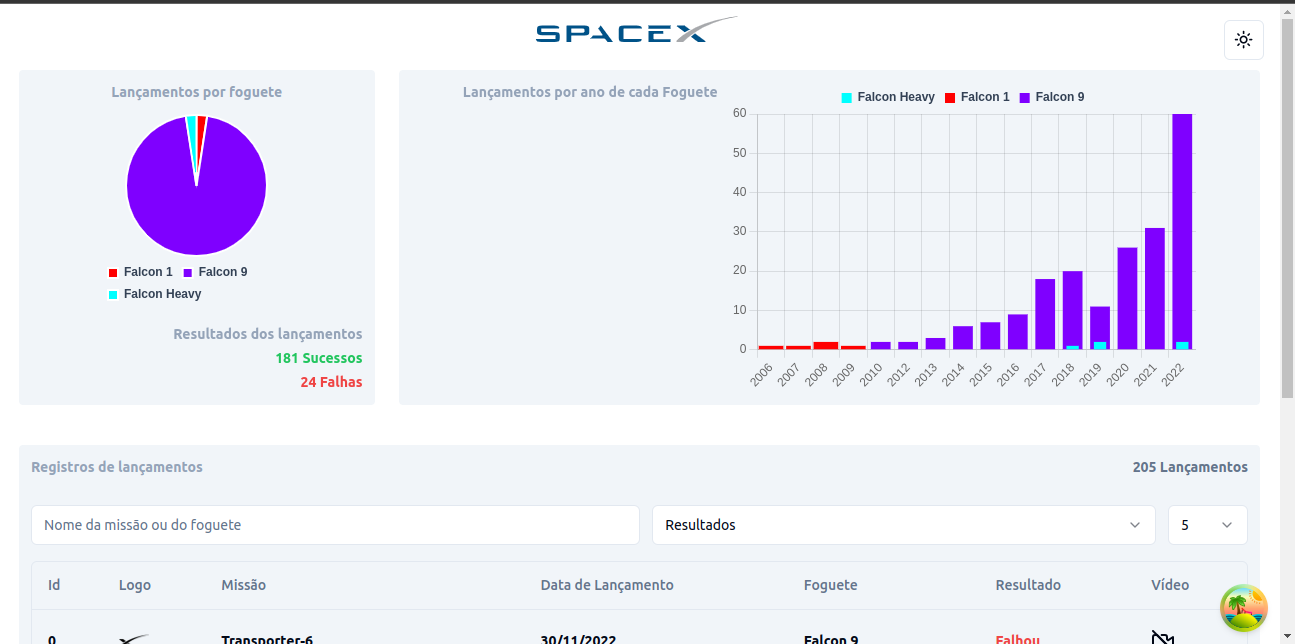 SPACEX
Lançamentos por foguete
Falcon 1 Falcon 9
Falcon Heavy
Resultados dos lançamentos
181 Sucessos
24 Falhas
Lançamentos por ano de cada Foguete
Falcon Heavy Falcon 1 Falcon 9
60
50
40
30
20
10
0
2006 2007 2008 2009 2010 2012 2013 2014 2015 2016 2017 2018 2019 2020 2021 2022
Registros de lançamentos 205 Lançamentos
Nome da missão ou do foguete Resultados 5
Id Logo Missão Data de Lançamento Foguete Resultado Vídeo
0 Transporter-6 30/11/2022 Falcon 9 Falhou